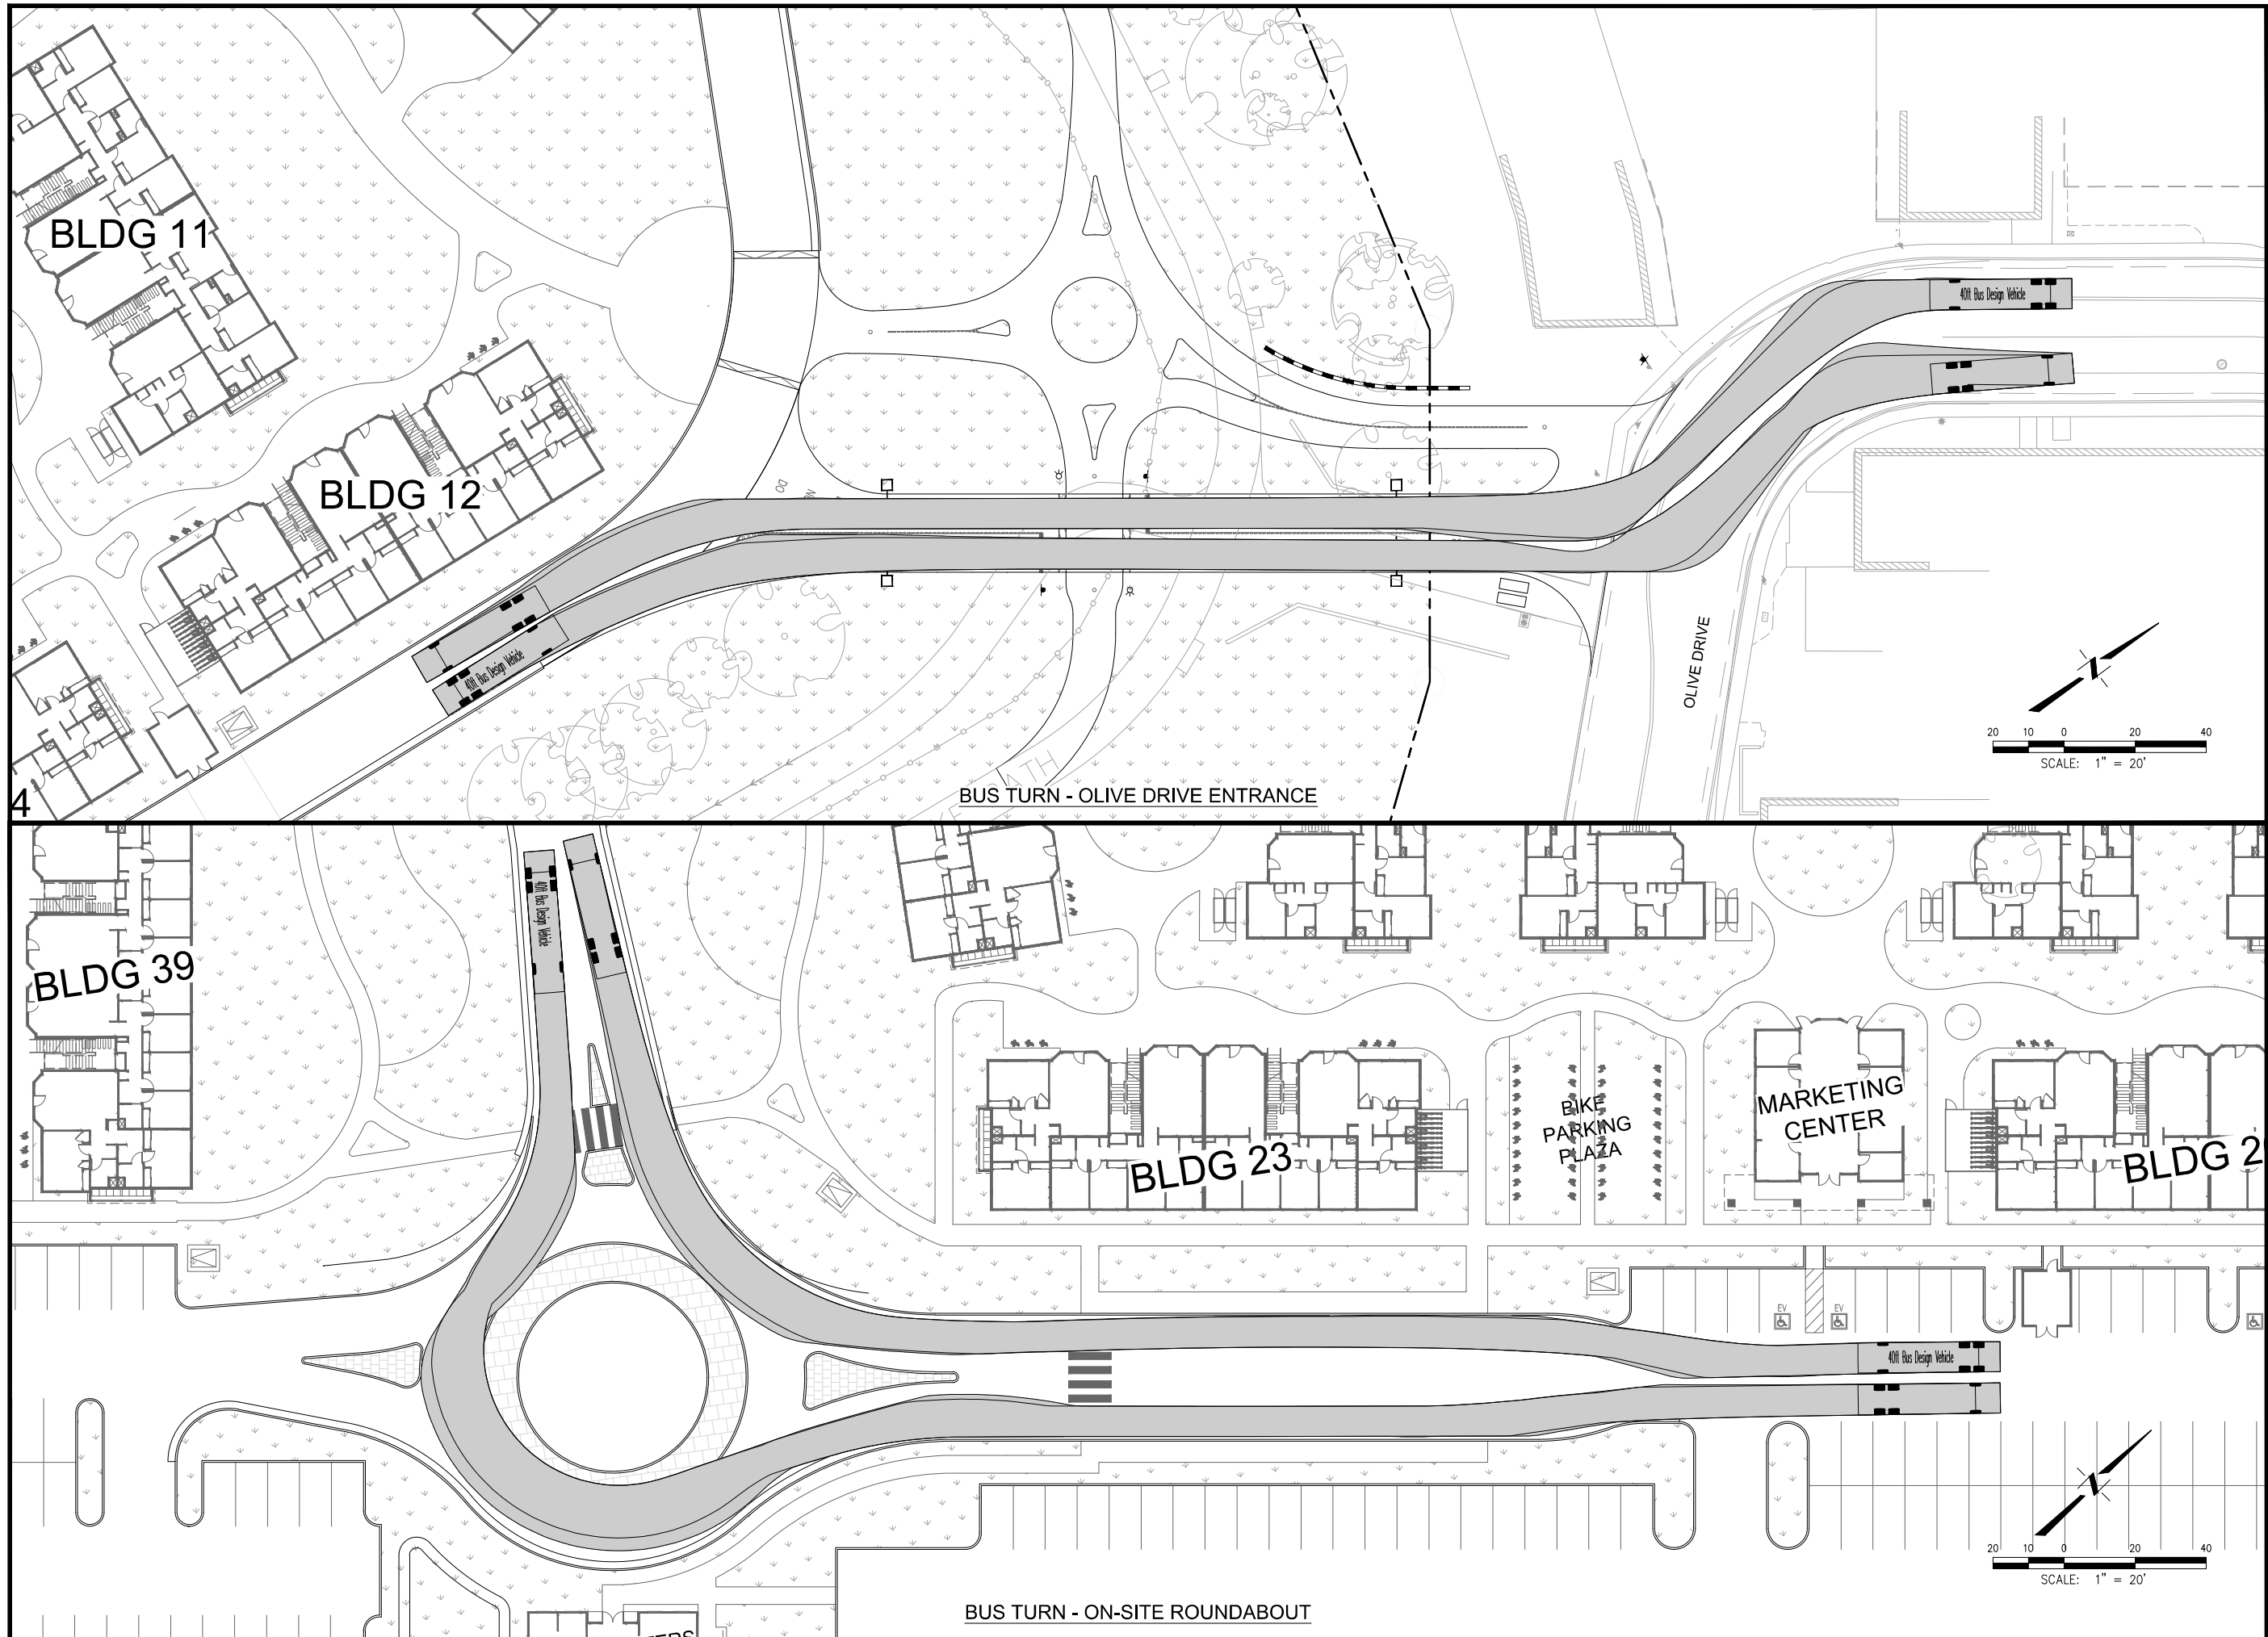 BLDG 11
BLDG 12
4
DO
40ft Bus Design Vehicle
40ft Bus Design Vehicle
OLIVE DRIVE
20 10 0 20 40
SCALE: 1" = 20'
BUS TURN - OLIVE DRIVE ENTRANCE
BLDG 39
40ft Bus Design Vehicle
BLDG 23
BIKE
PARKING
PLAZA
MARKETING
CENTER
BLDG 2
EV
EV
40ft Bus Design Vehicle
20 10 0 20 40
SCALE: 1" = 20'
BUS TURN - ON-SITE ROUNDABOUT